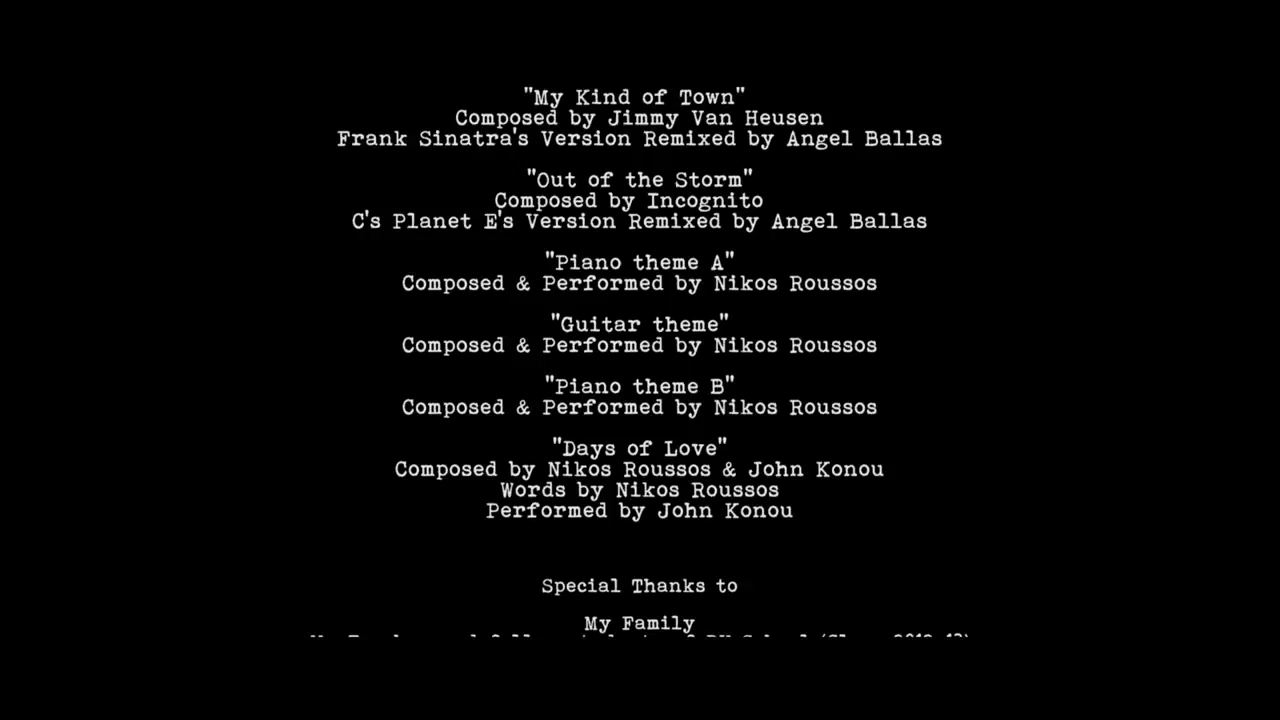 "My Kind of Town"
Composed by Jimmy Van Heusen
Frank Sinatra's Version Remixed by Angel Ballas
"Out of the Storm"
Composed by Incognito
C's Planet E's Version Remixed by Angel Ballas
"Piano theme A"
Composed & Performed by Nikos Roussos
"Guitar theme"
Composed & Performed by Nikos Roussos
"Piano theme B"
Composed & Performed by Nikos Roussos
"Days of Love"
Composed by Nikos Roussos & John Konou
Words by Nikos Roussos
Performed by John Konou
Special Thanks to
My Family